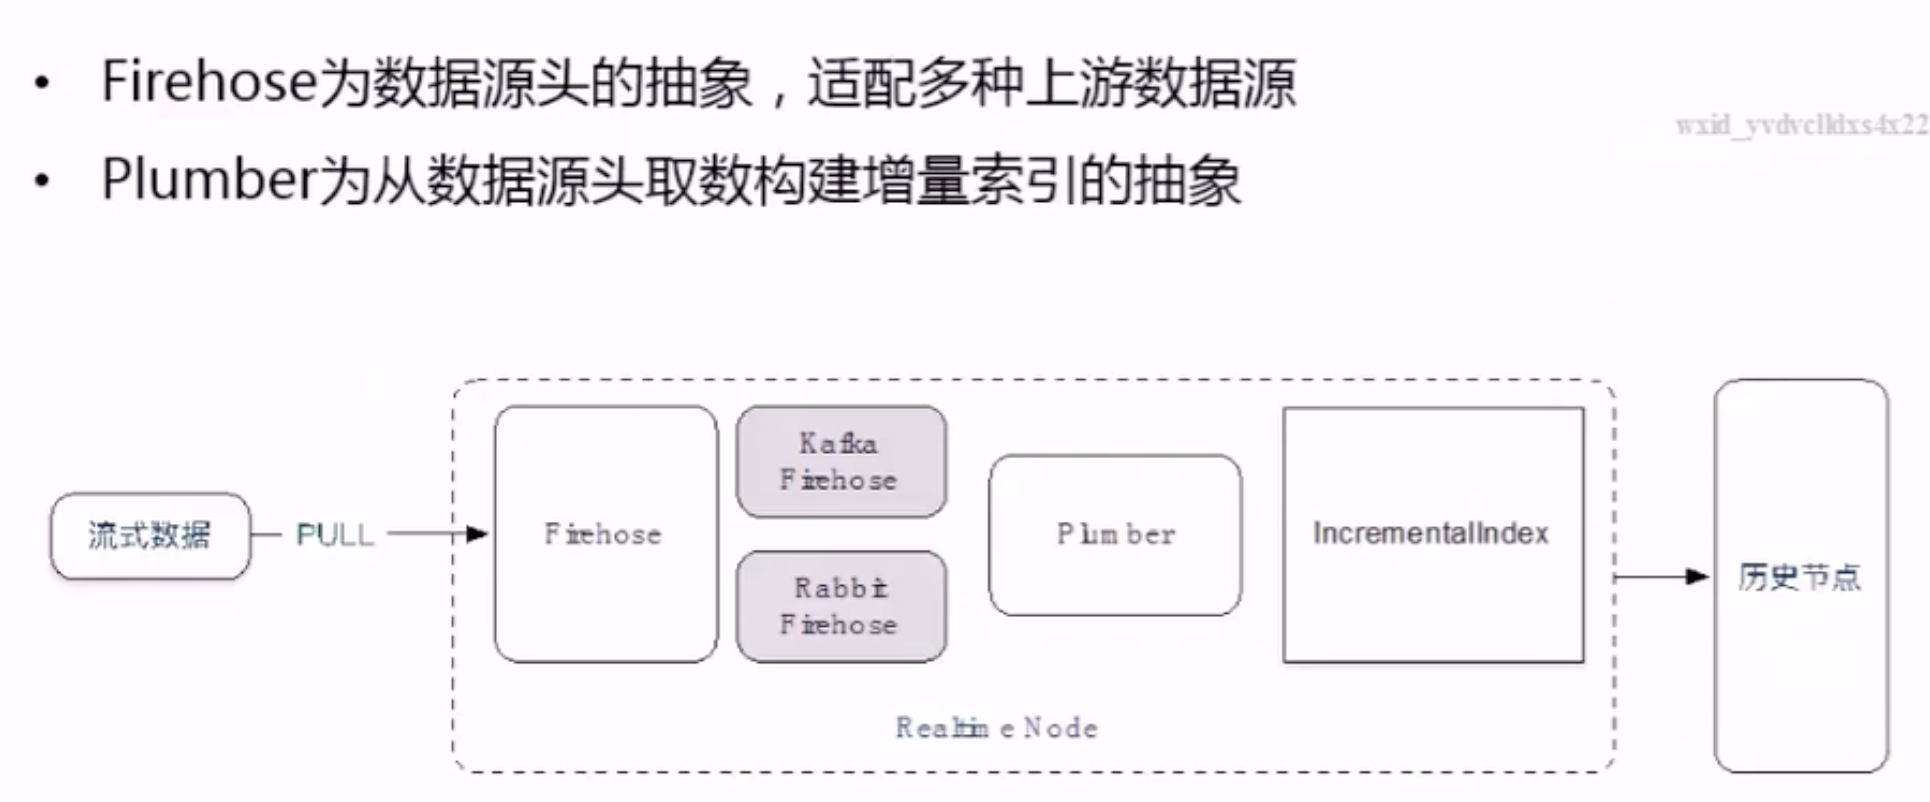 • Firehose为数据源头的抽象，适配多种上游数据源
wxid_yvdvclldxs4x22
• Plumber为从数据源头取数构建增量索引的抽象
流式数据
PULL
Firehose
Kafka
Firehose
Rabbit
Firehose
Plumber
IncrementalIndex
Realtime Node
历史节点